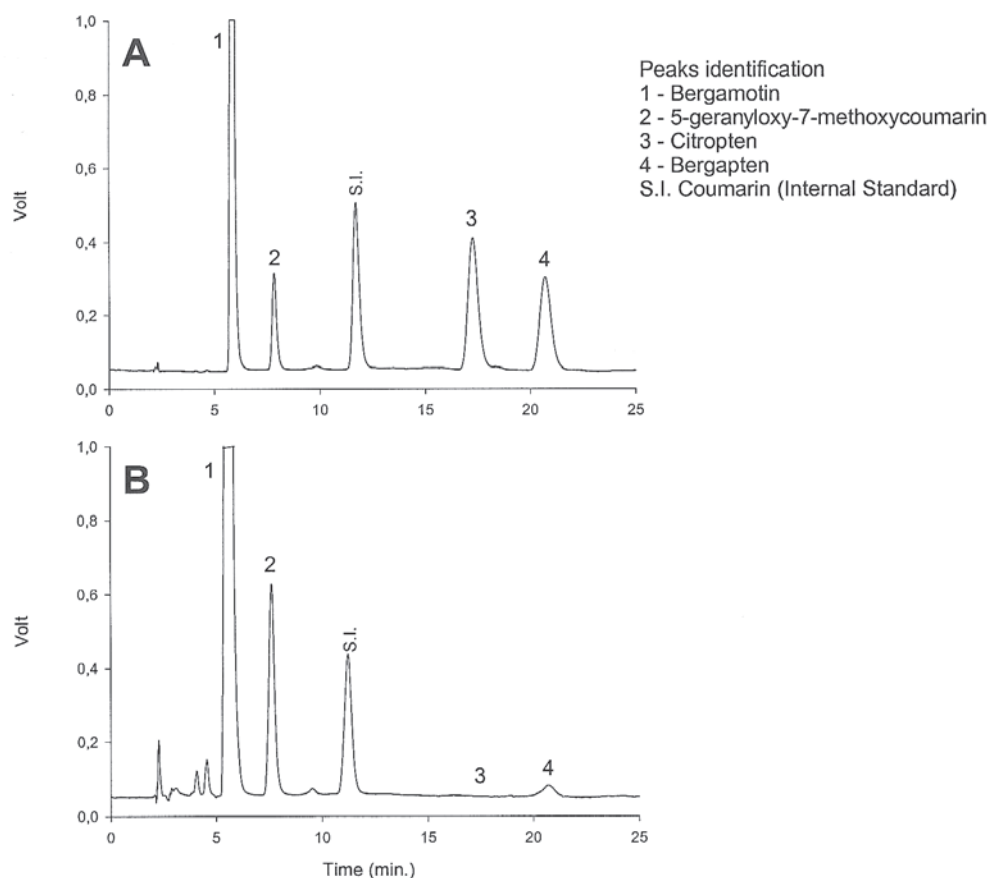 A
1
2
S.I.
3
4
Volt
1,0
0,8
0,6
0,4
0,2
0,0
0
5
10
15
20
25
Peaks identification
1 - Bergamotin
2 - 5-geranyloxy-7-methoxycoumarin
3 - Citropten
4 - Bergapten
S.I. Coumarin (Internal Standard)
B
1
2
S.I.
3
4
Volt
1,0
0,8
0,6
0,4
0,2
0,0
0
5
10
15
20
25
Time (min.)